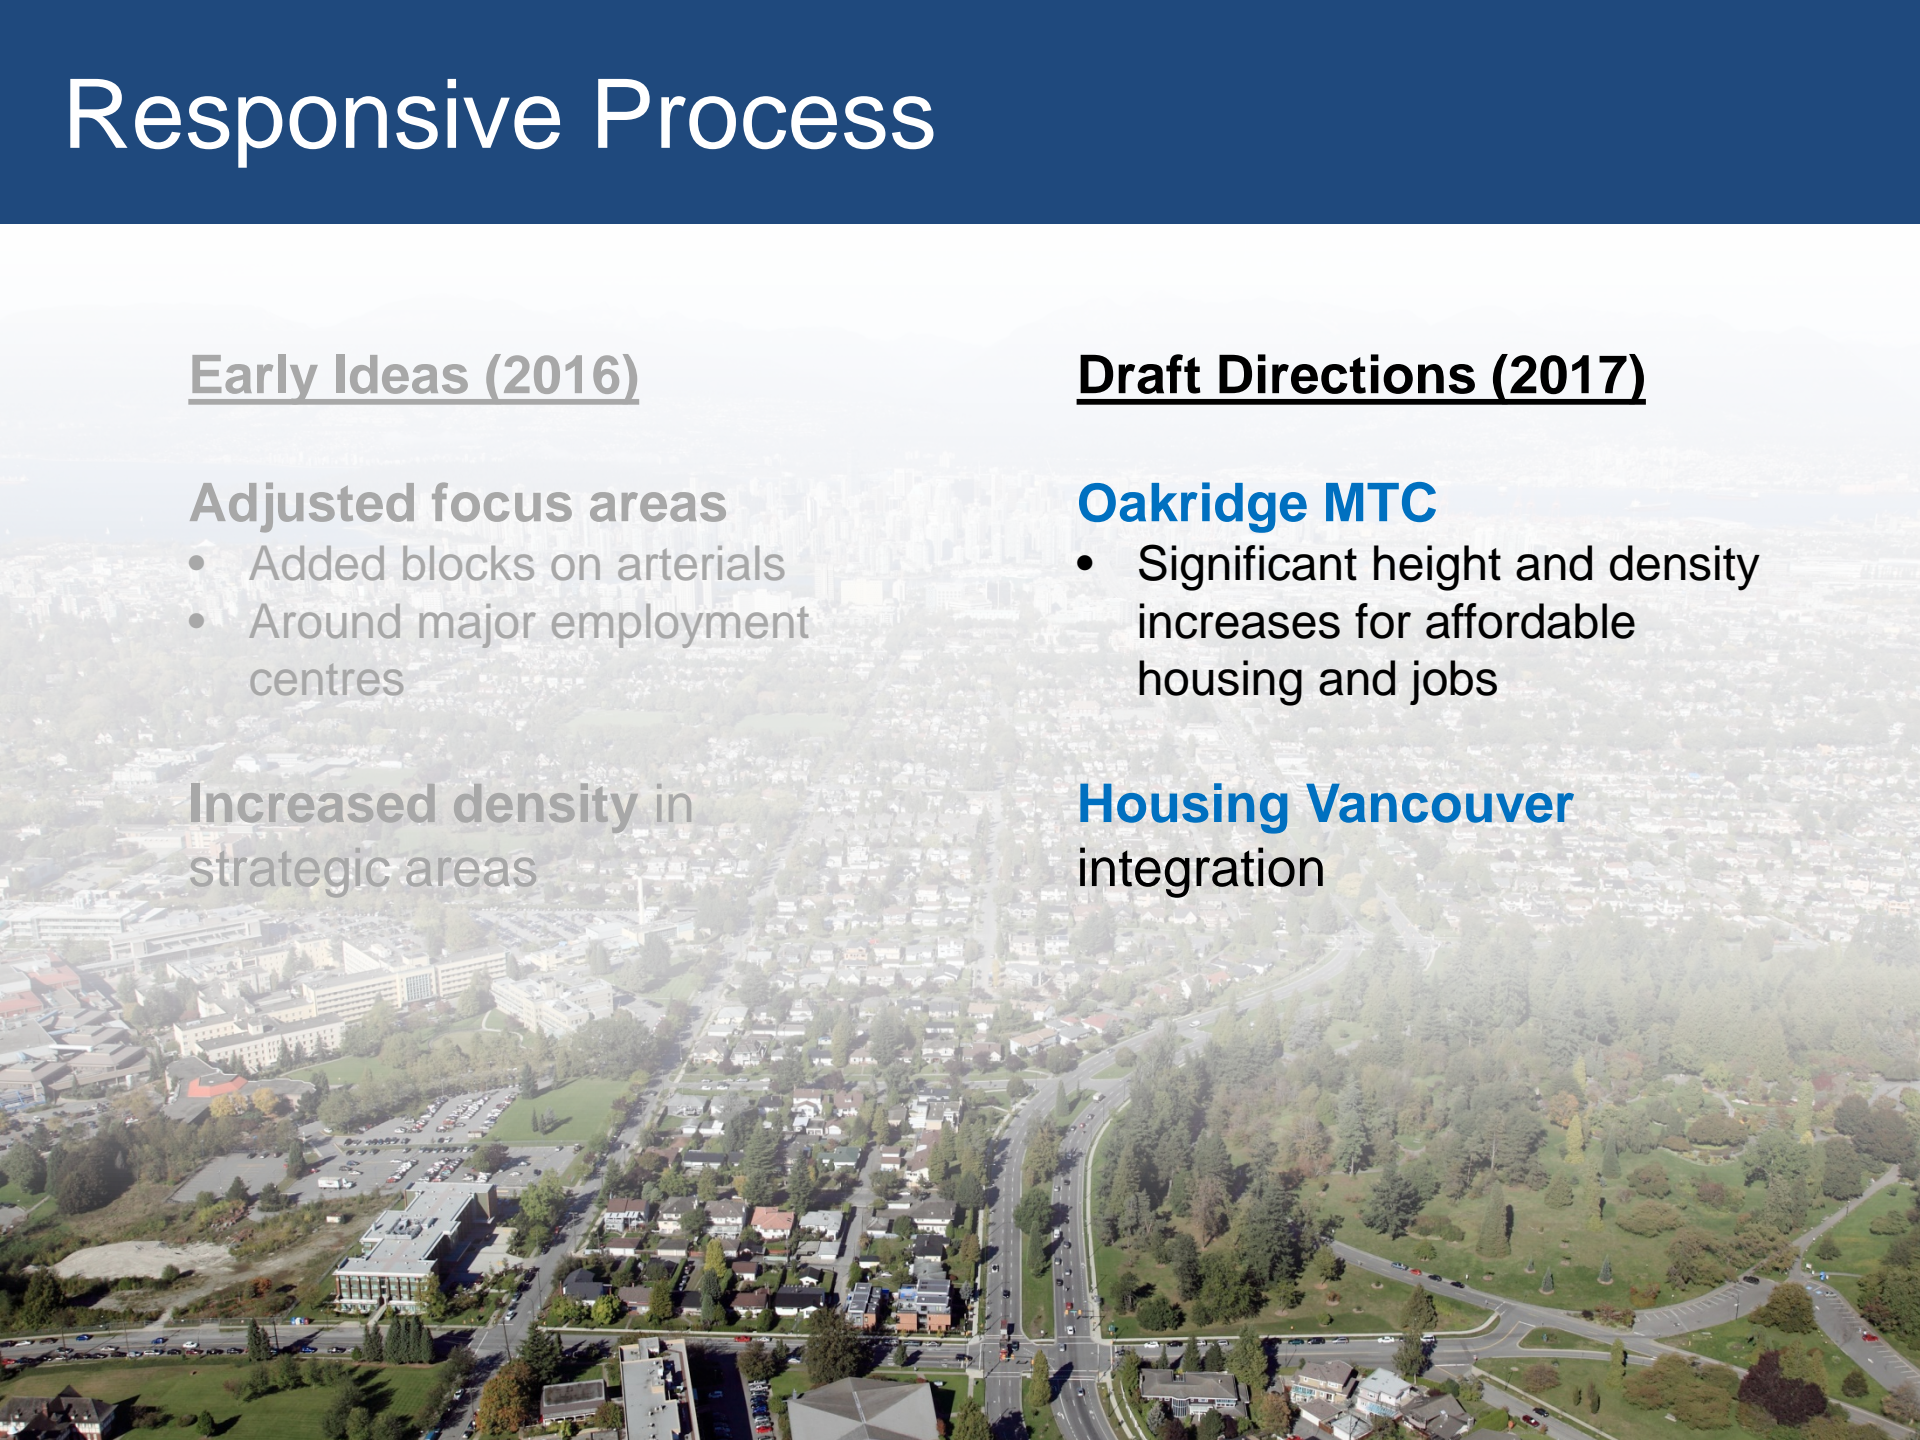 Responsive Process
Early Ideas (2016)
Adjusted focus areas
• Added blocks on arterials
• Around major employment
centres
Increased density in
strategic areas
Draft Directions (2017)
Oakridge MTC
• Significant height and density
increases for affordable
housing and jobs
Housing Vancouver
integration